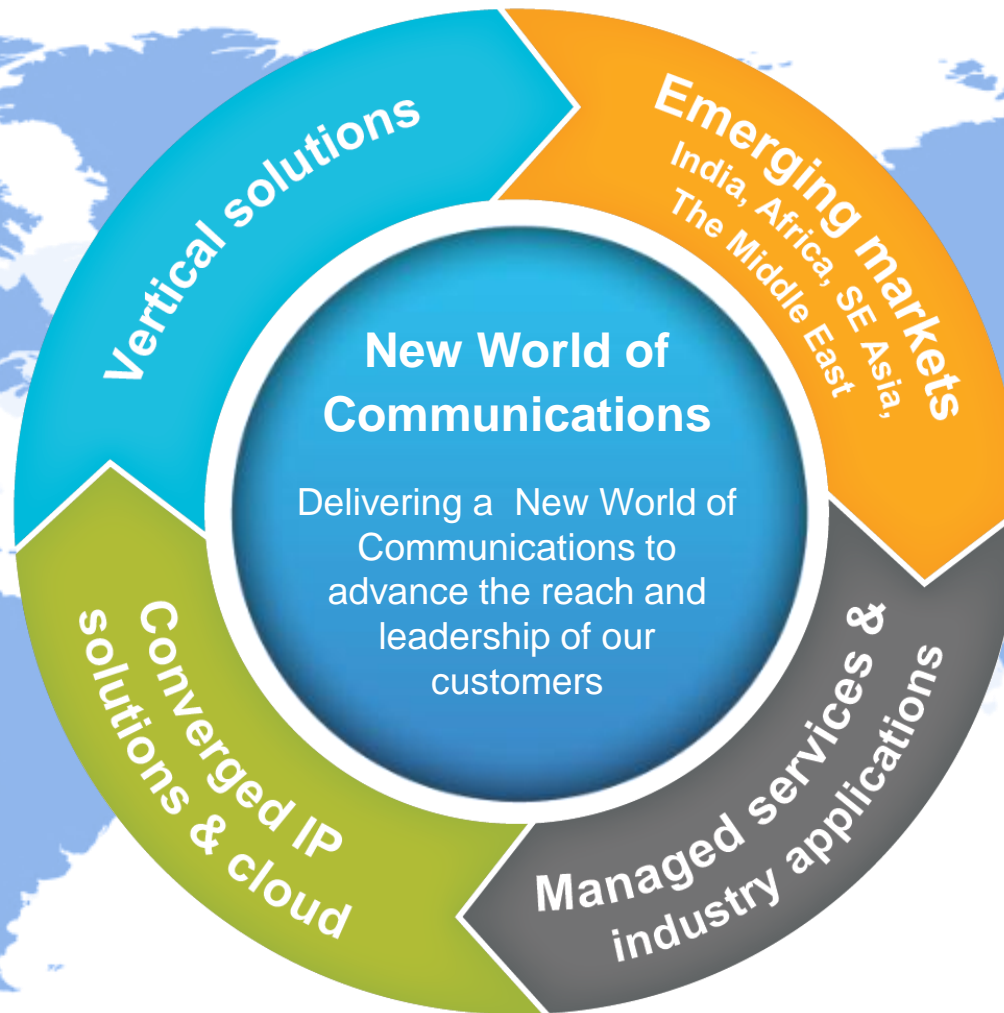 Vertical solutions
Emerging markets
India, Africa, SE Asia,
The Middle East
New World of
Communications
Delivering a  New World of
Communications to
advance the reach and
leadership of our
customers
Converged IP
solutions & cloud
Managed services &
industry applications